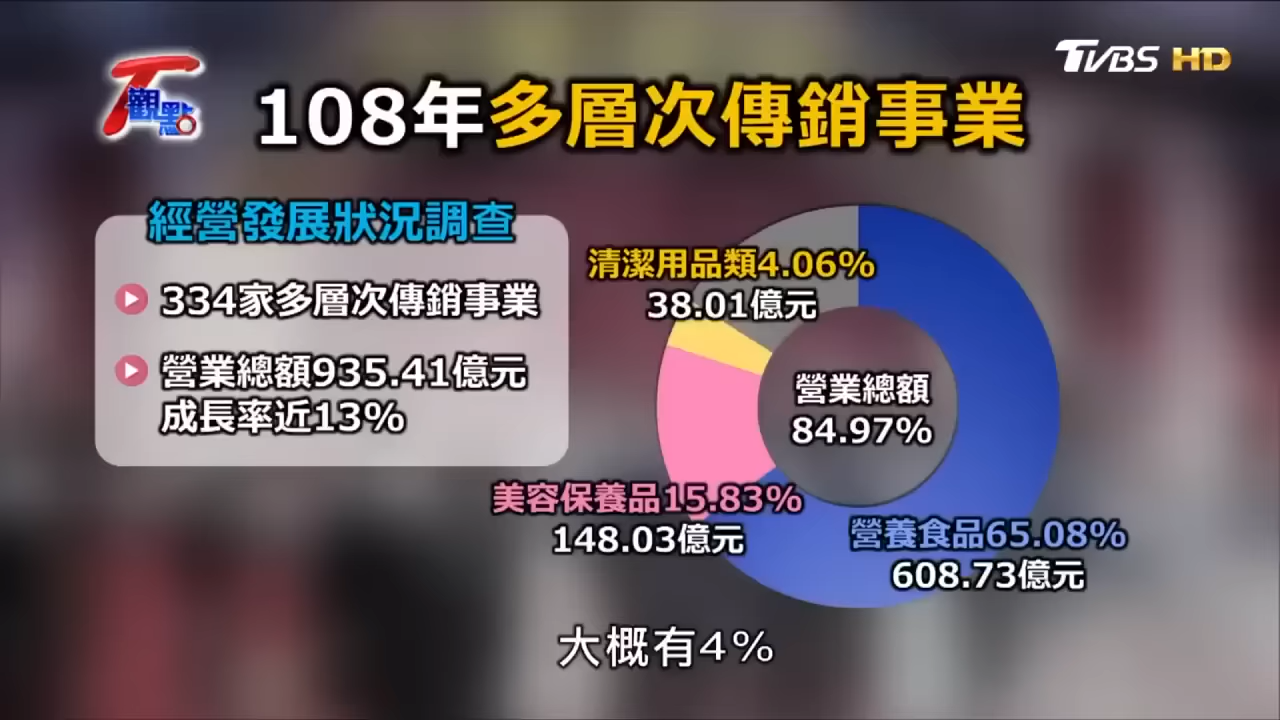 T觀點
TVBS HD
108年多層次傳銷事業
經營發展狀況調查
334家多層次傳銷事業
營業總額935.41億元
成長率近13%
清潔用品類4.06%
38.01億元
營業總額
84.97%
美容保養品15.83%
148.03億元
營養食品65.08%
608.73億元
大概有4%